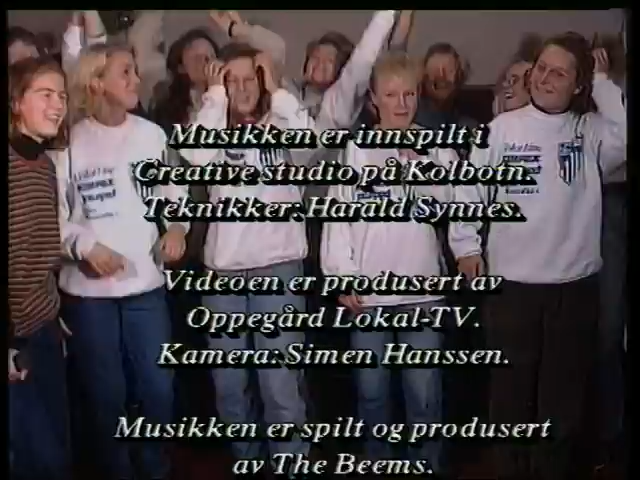 Musikken er innspilt i
Creative studio på Kolbotn.
Teknikker: Harald Synnes.
Videoen er produsert av
Oppegård Lokal-TV.
Kamera: Simen Hanssen.
Musikken er spilt og produsert
av The Beems.